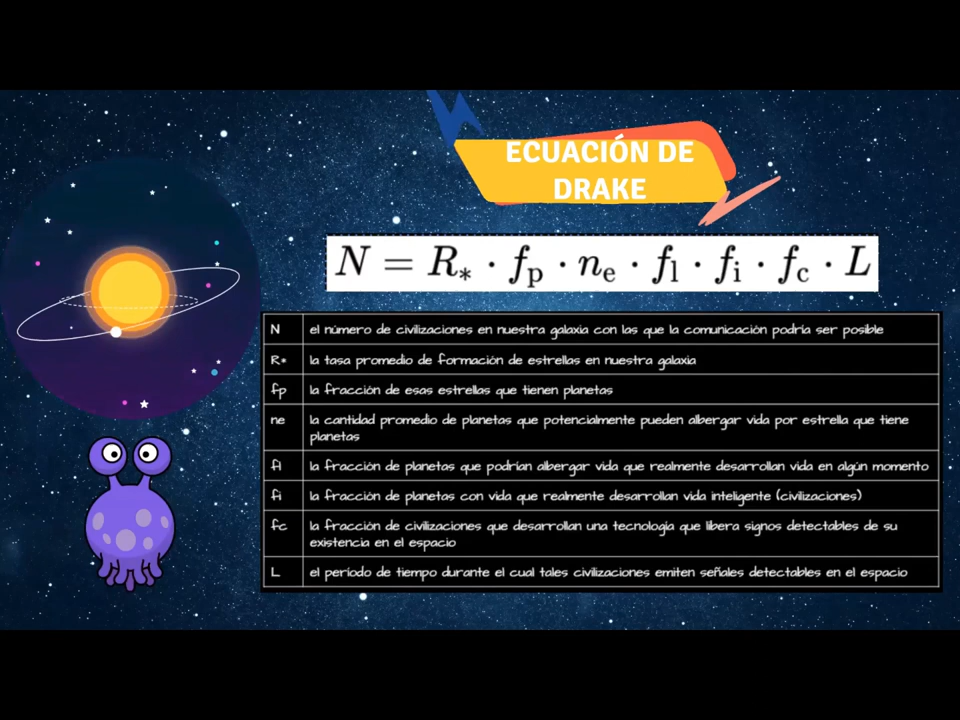 ECUACIÓN DE
DRAKE
N = R* · fp · ne · fl · fi · fc · L
N el número de civilizaciones en nuestra galaxia con las que la comunicación podría ser posible
R* la tasa promedio de formación de estrellas en nuestra galaxia
fp la fracción de esas estrellas que tienen planetas
ne la cantidad promedio de planetas que potencialmente pueden albergar vida por estrella que tiene
planetas
fl la fracción de planetas que podrían albergar vida que realmente desarrollan vida en algún momento
fi la fracción de planetas con vida que realmente desarrollan vida inteligente (civilizaciones)
fc la fracción de civilizaciones que desarrollan una tecnología que libera signos detectables de su
existencia en el espacio
L el período de tiempo durante el cual tales civilizaciones emiten señales detectables en el espacio